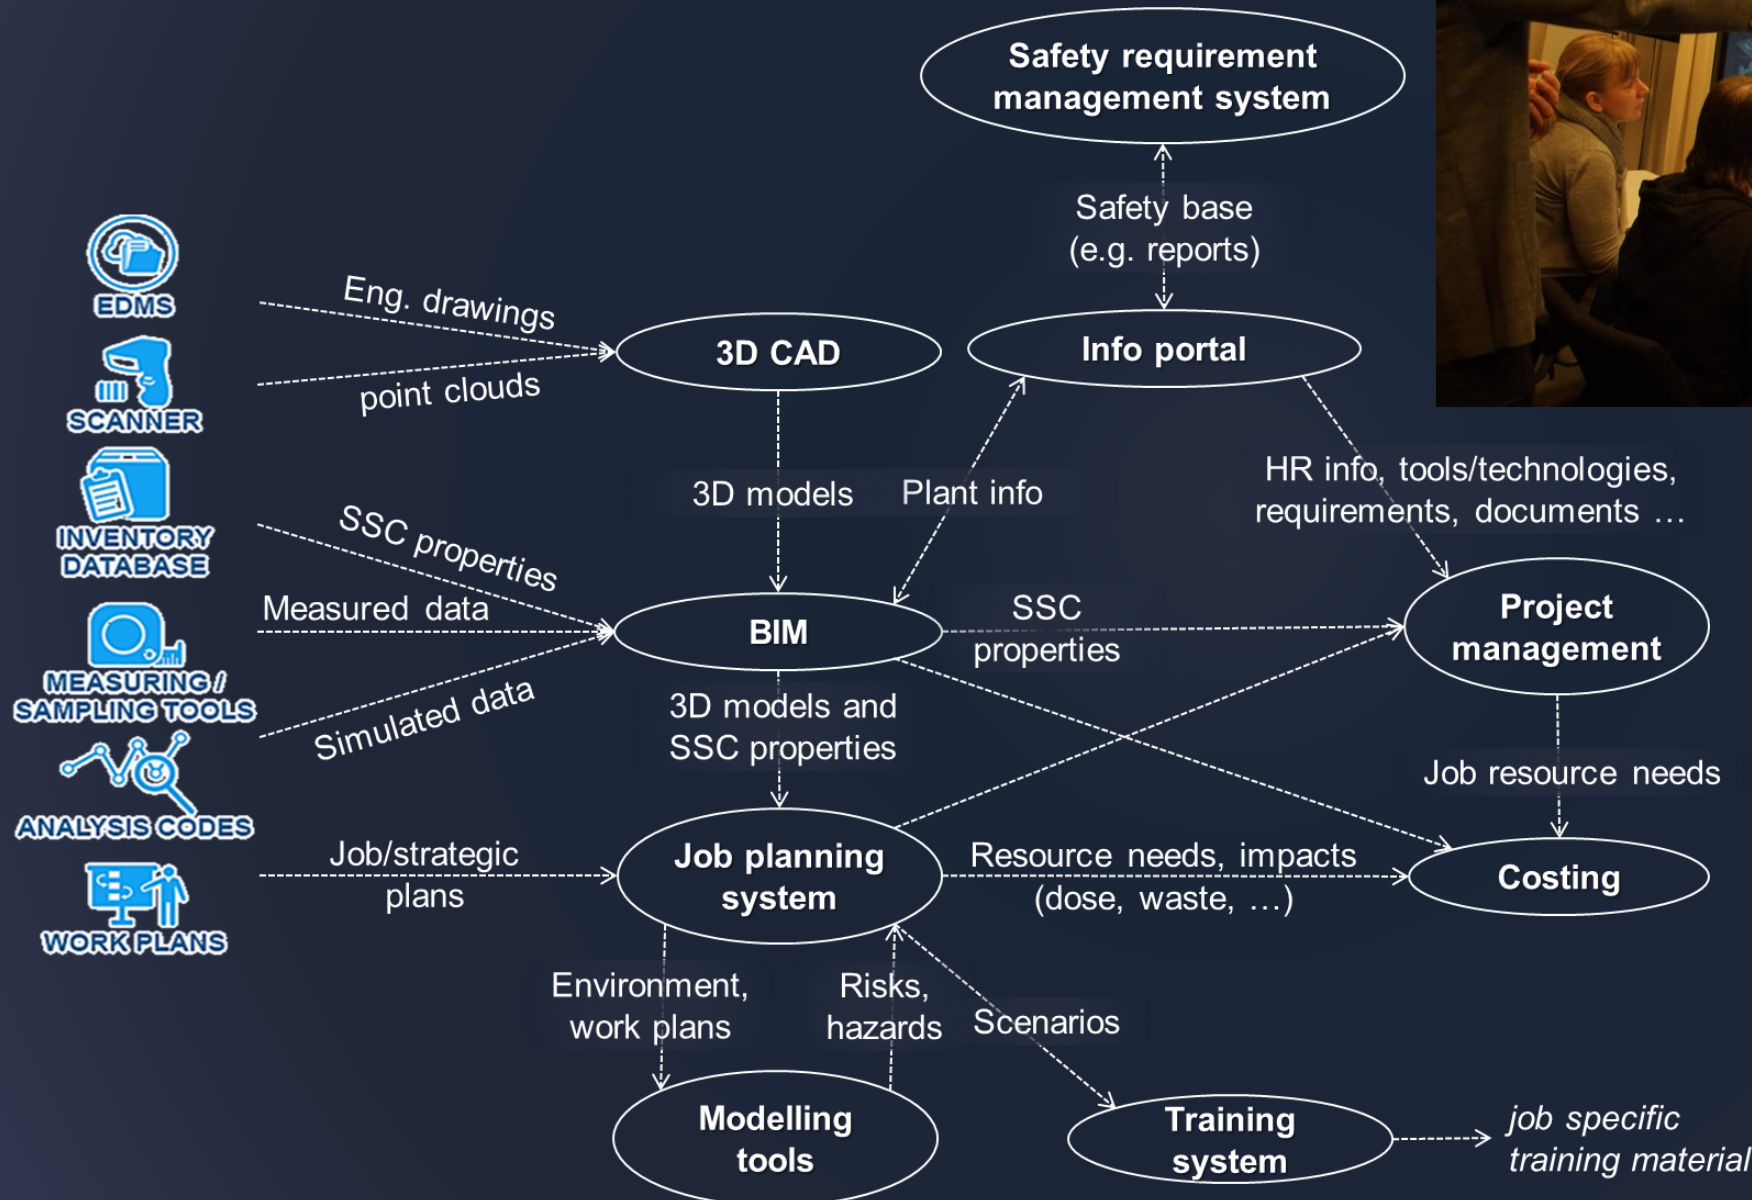 Safety requirement
management system
Safety base
(e.g. reports)
EDMS
Eng. drawings
3D CAD
Info portal
point clouds
SCANNER
HR info, tools/technologies,
requirements, documents …
3D models
Plant info
INVENTORY
DATABASE
SSC properties
Measured data
BIM
SSC
properties
Project
management
MEASURING /
SAMPLING TOOLS
Simulated data
3D models and
SSC properties
Job resource needs
ANALYSIS CODES
Job/strategic
plans
Job planning
system
Resource needs, impacts
(dose, waste, …)
Costing
WORK PLANS
Environment,
work plans
Risks,
hazards
Scenarios
Modelling
tools
Training
system
job specific
training material